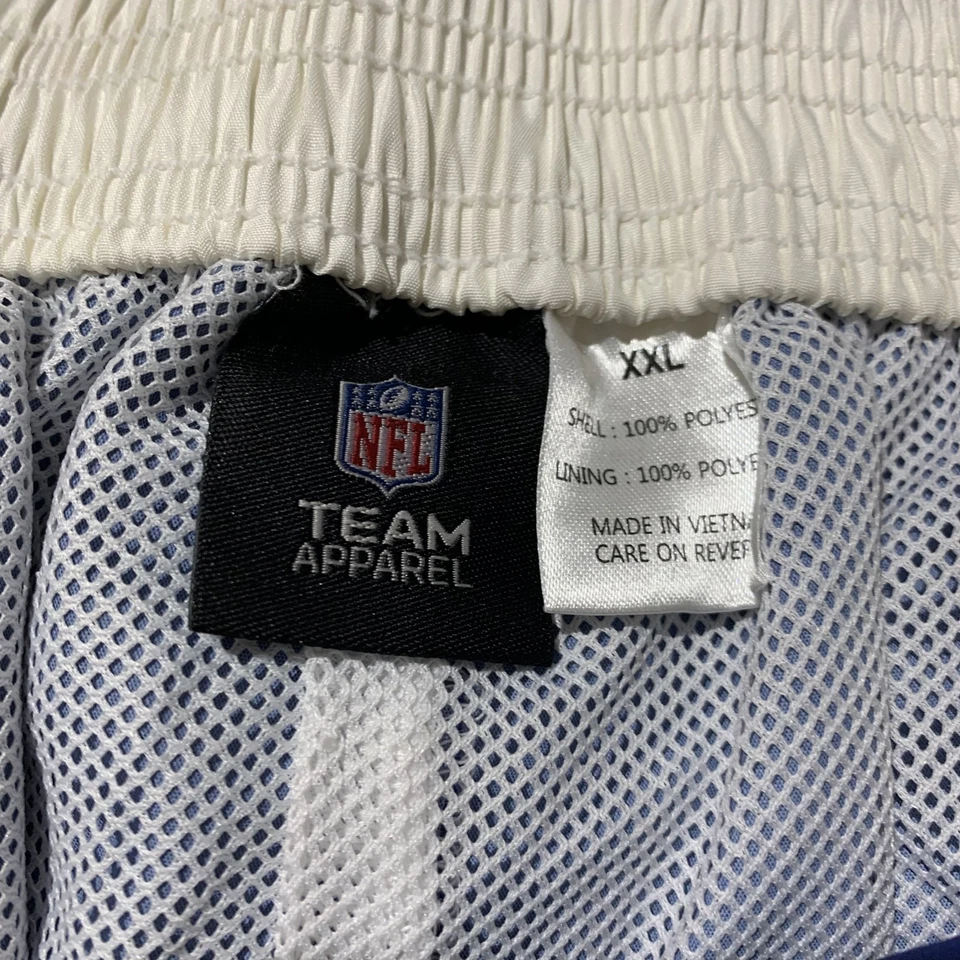 NFL
TEAM
APPAREL
XXL
SHELL : 100% POLYES
LINING : 100% POLYE
MADE IN VIETNA
CARE ON REVER